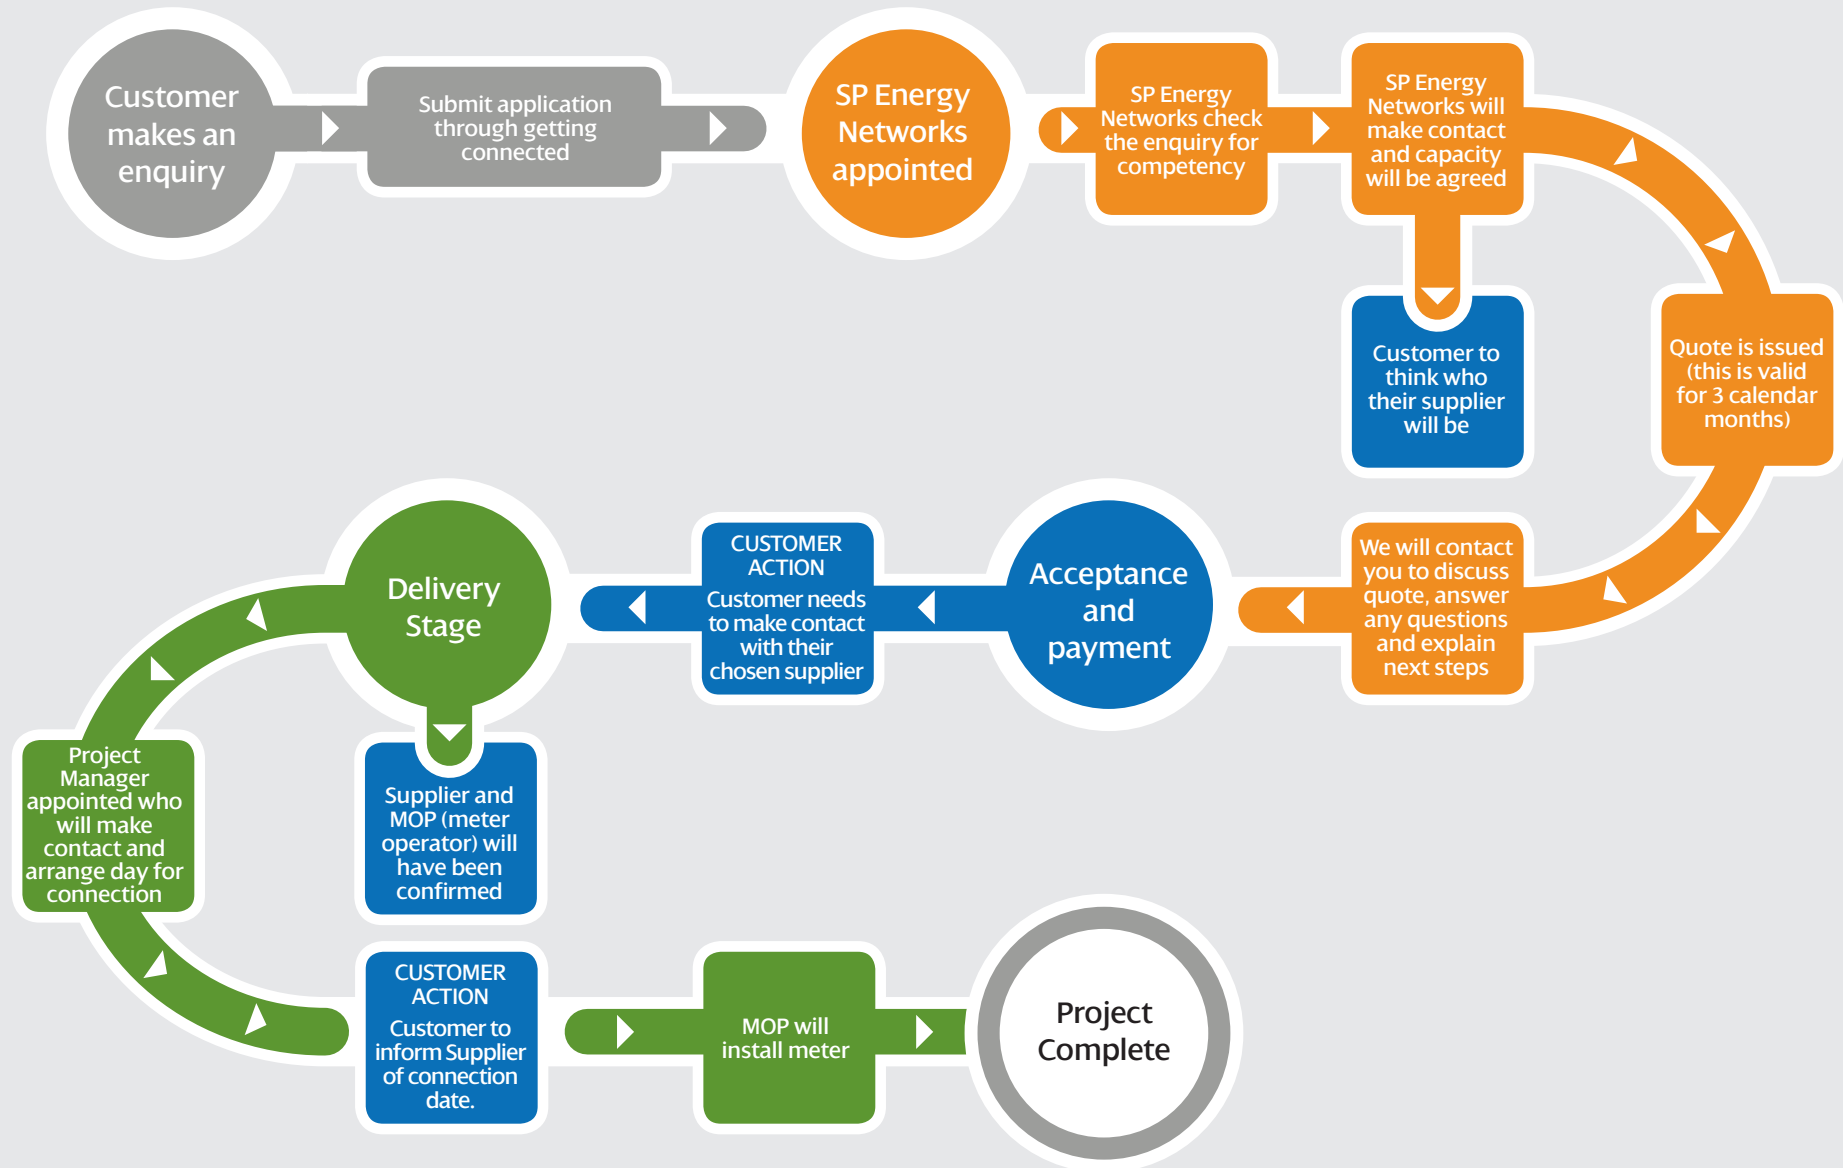 Customer
makes an
enquiry
Submit application
through getting
connected
SP Energy
Networks
appointed
SP Energy
Networks check
the enquiry for
competency
SP Energy
Networks will
make contact
and capacity
will be agreed
Customer to
think who
their supplier
will be
Quote is issued
(this is valid
for 3 calendar
months)
We will contact
you to discuss
quote, answer
any questions
and explain
next steps
Acceptance
and
payment
CUSTOMER
ACTION
Customer needs
to make contact
with their
chosen supplier
Delivery
Stage
Supplier and
MOP (meter
operator) will
have been
confirmed
Project
Manager
appointed who
will make
contact and
arrange day for
connection
CUSTOMER
ACTION
Customer to
inform Supplier
of connection
date.
MOP will
install meter
Project
Complete